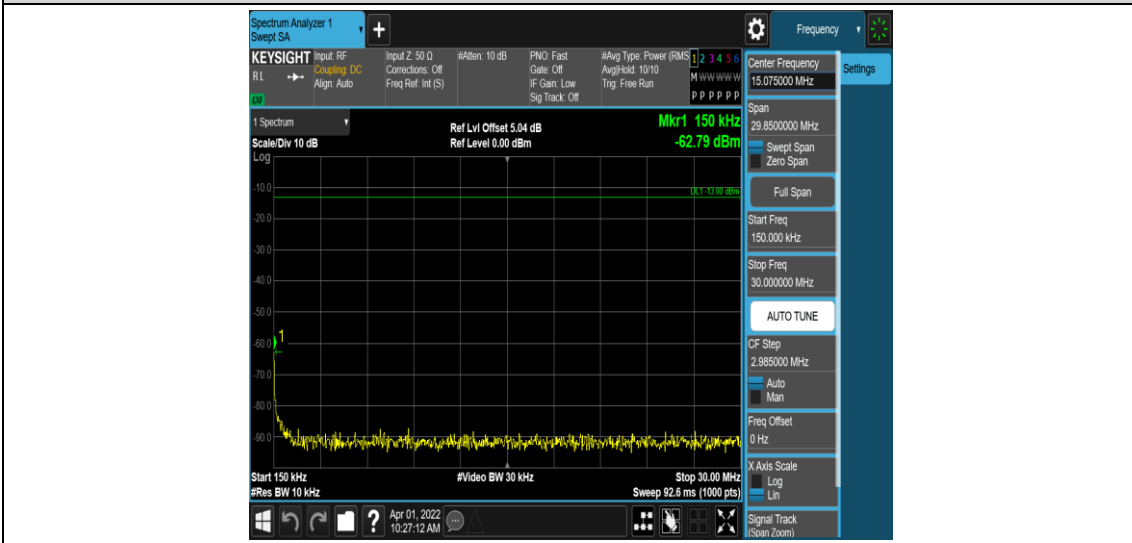 Spectrum Analyzer 1
Swept SA
+
Frequency
KEYSIGHT
RL
LXI
Input: RF
Coupling: DC
Align: Auto
Input Z: 50 Ω
Corrections: Off
Freq Ref: Int (S)
#Atten: 10 dB
PNO: Fast
Gate: Off
IF Gain: Low
Sig Track: Off
#Avg Type: Power (RMS
Avg|Hold: 10/10
Trig: Free Run
1 2 3 4 5 6
M W W W W W
P P P P P P
Center Frequency
15.075000 MHz
Settings
Span
29.8500000 MHz
Swept Span
Zero Span
Full Span
Start Freq
150.000 kHz
Stop Freq
30.000000 MHz
AUTO TUNE
CF Step
2.985000 MHz
Auto
Man
Freq Offset
0 Hz
X Axis Scale
Log
Lin
Signal Track
(Span Zoom)
1 Spectrum
Scale/Div 10 dB
Log
Ref Lvl Offset 5.04 dB
Ref Level 0.00 dBm
Mkr1 150 kHz
-62.79 dBm
DL1 -13.00 dBm
-10.0
-20.0
-30.0
-40.0
-50.0
-60.0
-70.0
-80.0
-90.0
1
Start 150 kHz
#Res BW 10 kHz
#Video BW 30 kHz
Stop 30.00 MHz
Sweep 92.6 ms (1000 pts)
?
Apr 01, 2022
10:27:12 AM